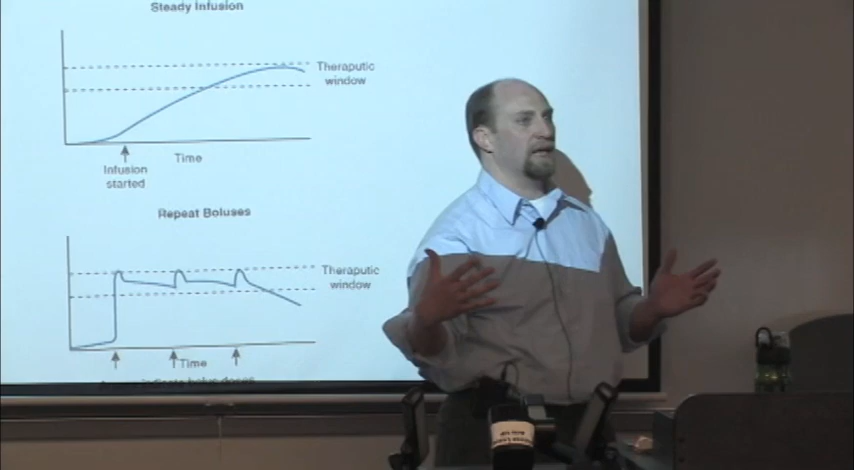 Steady Infusion
Theraputic
window
Time
Infusion
started
Repeat Boluses
Theraputic
window
Time